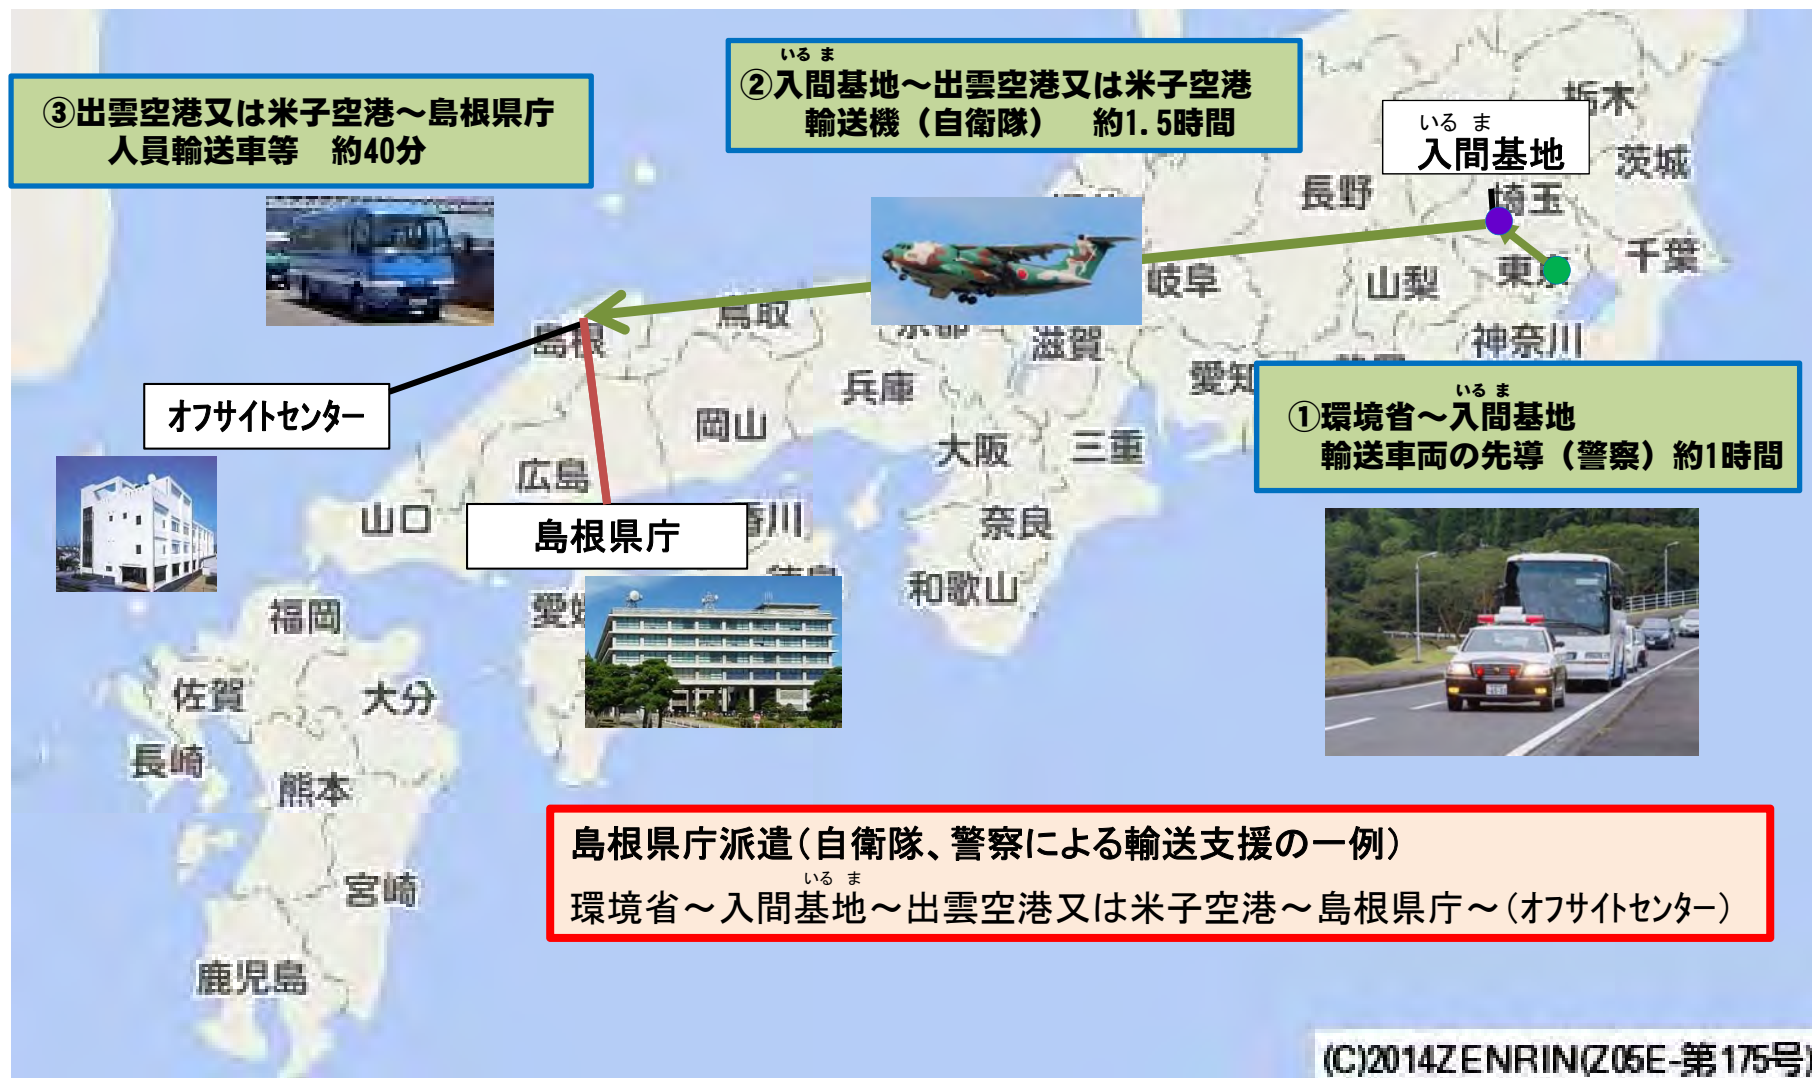 ③出雲空港又は米子空港～島根県庁
人員輸送車等　約40分
いるま
②入間基地～出雲空港又は米子空港
輸送機（自衛隊）　約1.5時間
いるま
入間基地
栃木
茨城
長野
埼玉
千葉
東京
山梨
岐阜
神奈川
鳥取
島根
京都
滋賀
愛知
兵庫
岡山
オフサイトセンター
いるま
①環境省～入間基地
輸送車両の先導（警察）約1時間
大阪
三重
広島
山口
島根県庁
香川
奈良
徳島
和歌山
愛媛
福岡
佐賀
大分
長崎
熊本
宮崎
鹿児島
島根県庁派遣（自衛隊、警察による輸送支援の一例）
いるま
環境省～入間基地～出雲空港又は米子空港～島根県庁～（オフサイトセンター）
(C)2014ZENRIN(Z05E-第175号)